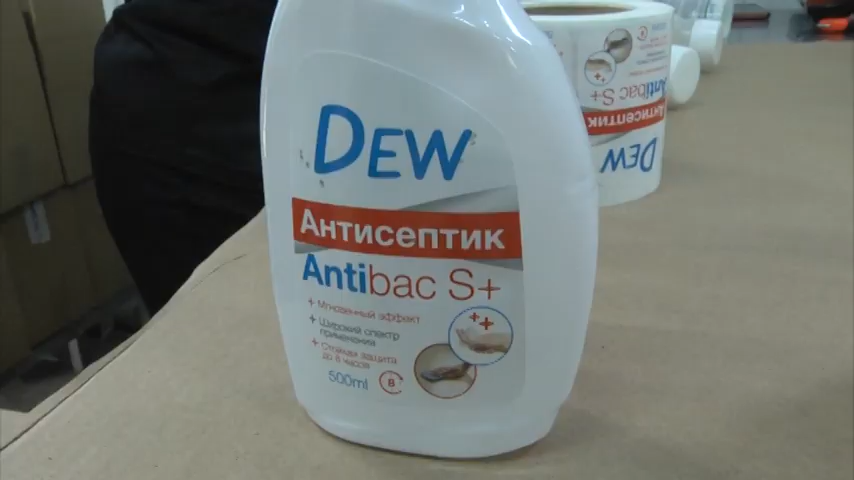 DEW
Антисептик
Antibac S+
+ Мгновенный эффект
+ Широкий спектр
применения
+ Стойкая защита
до 8 часов
500ml 8
Antibac S+
Антисептик
DEW